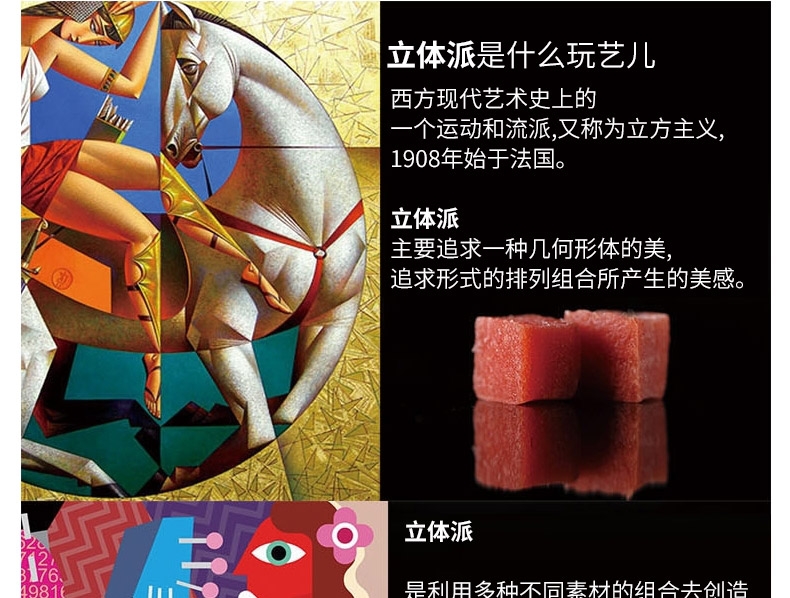 立体派是什么玩艺儿
西方现代艺术史上的
一个运动和流派,又称为立方主义,
1908年始于法国。
立体派
主要追求一种几何形体的美,
追求形式的排列组合所产生的美感。
立体派
是利用多种不同素材的组合去创造